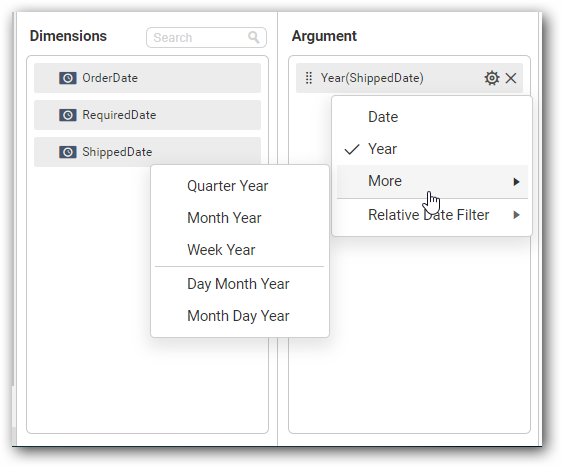 Dimensions
Search
OrderDate
RequiredDate
ShippedDate
Argument
Year(ShippedDate)
Date
Year
More
Relative Date Filter
Quarter Year
Month Year
Week Year
Day Month Year
Month Day Year